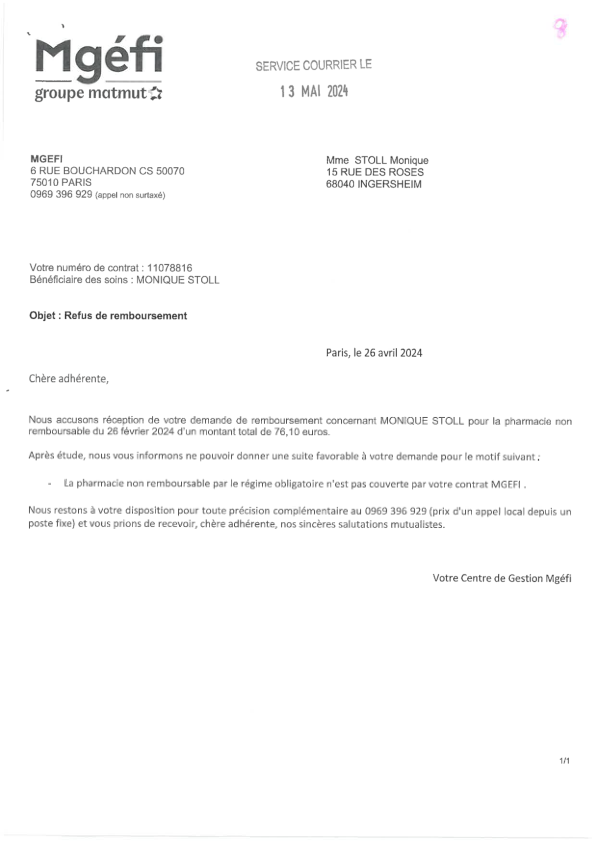 8
Mgéfi
groupe matmut
SERVICE COURRIER LE
13 MAI 2024
MGEFI
6 RUE BOUCHARDON CS 50070
75010 PARIS
0969 396 929 (appel non surtaxé)
Mme STOLL Monique
15 RUE DES ROSES
68040 INGERSHEIM
Votre numéro de contrat : 11078816
Bénéficiaire des soins : MONIQUE STOLL
Objet : Refus de remboursement
Paris, le 26 avril 2024
Chère adhérente,
Nous accusons réception de votre demande de remboursement concernant MONIQUE STOLL pour la pharmacie non
remboursable du 26 février 2024 d'un montant total de 76,10 euros.
Après étude, nous vous informons ne pouvoir donner une suite favorable à votre demande pour le motif suivant :
- La pharmacie non remboursable par le régime obligatoire n'est pas couverte par votre contrat MGEFI .
Nous restons à votre disposition pour toute précision complémentaire au 0969 396 929 (prix d'un appel local depuis un
poste fixe) et vous prions de recevoir, chère adhérente, nos sincères salutations mutualistes.
Votre Centre de Gestion Mgéfi
1/1